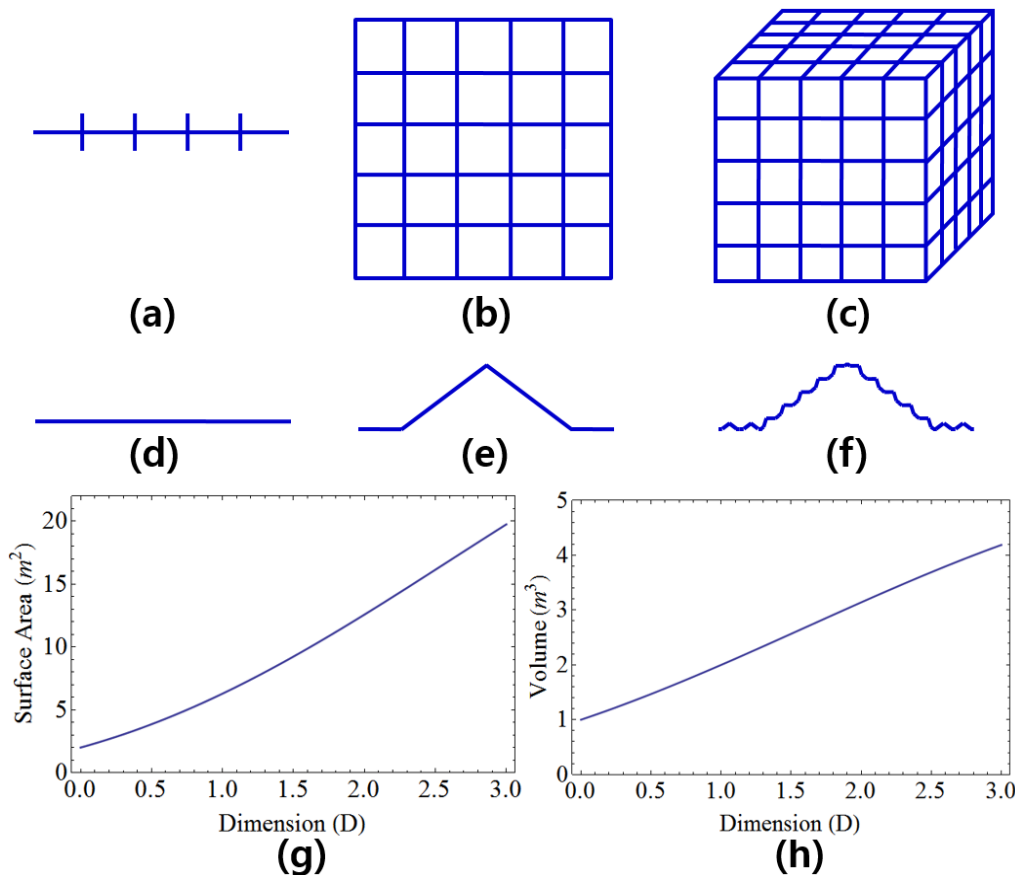 (a)
(b)
(c)
(d)
(e)
(f)
Surface Area (m²)
20
15
10
5
0
0.0 0.5 1.0 1.5 2.0 2.5 3.0
Dimension (D)
(g)
Volume (m³)
5
4
3
2
1
0
0.0 0.5 1.0 1.5 2.0 2.5 3.0
Dimension (D)
(h)